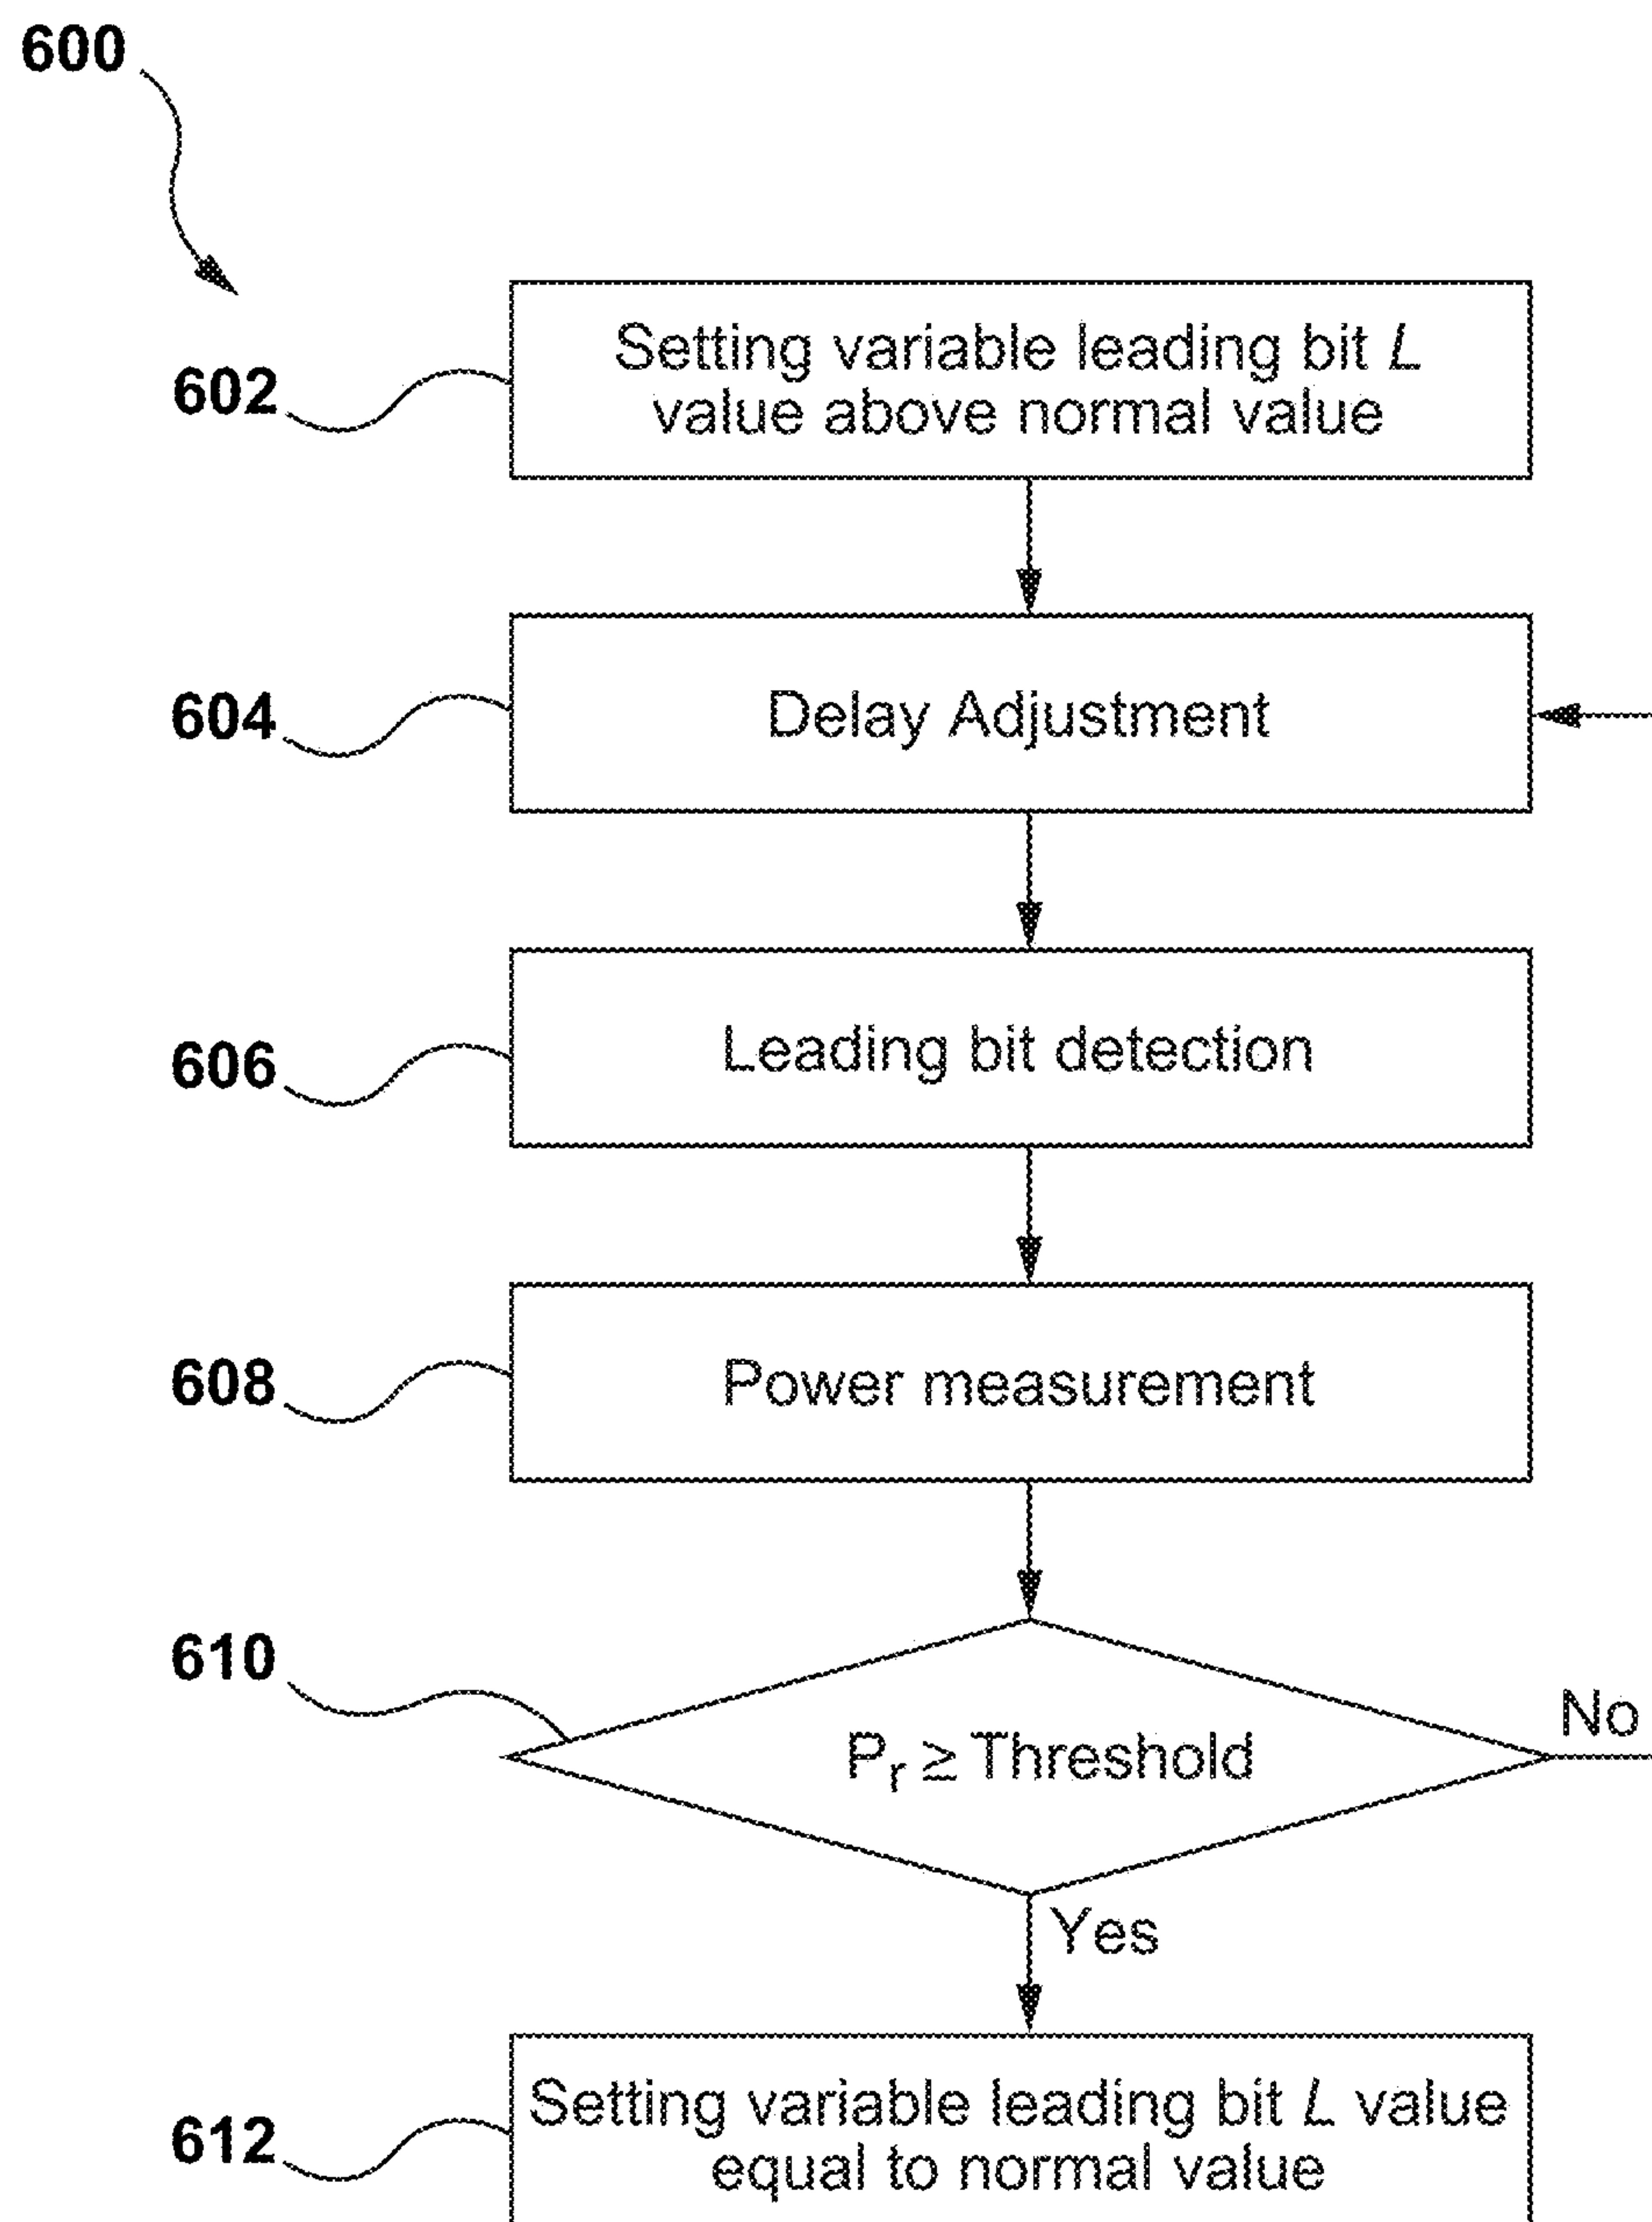 600
602
Setting variable leading bit L
value above normal value
604
Delay Adjustment
606
Leading bit detection
608
Power measurement
610
Pr ≥ Threshold
No
Yes
612
Setting variable leading bit L value
equal to normal value